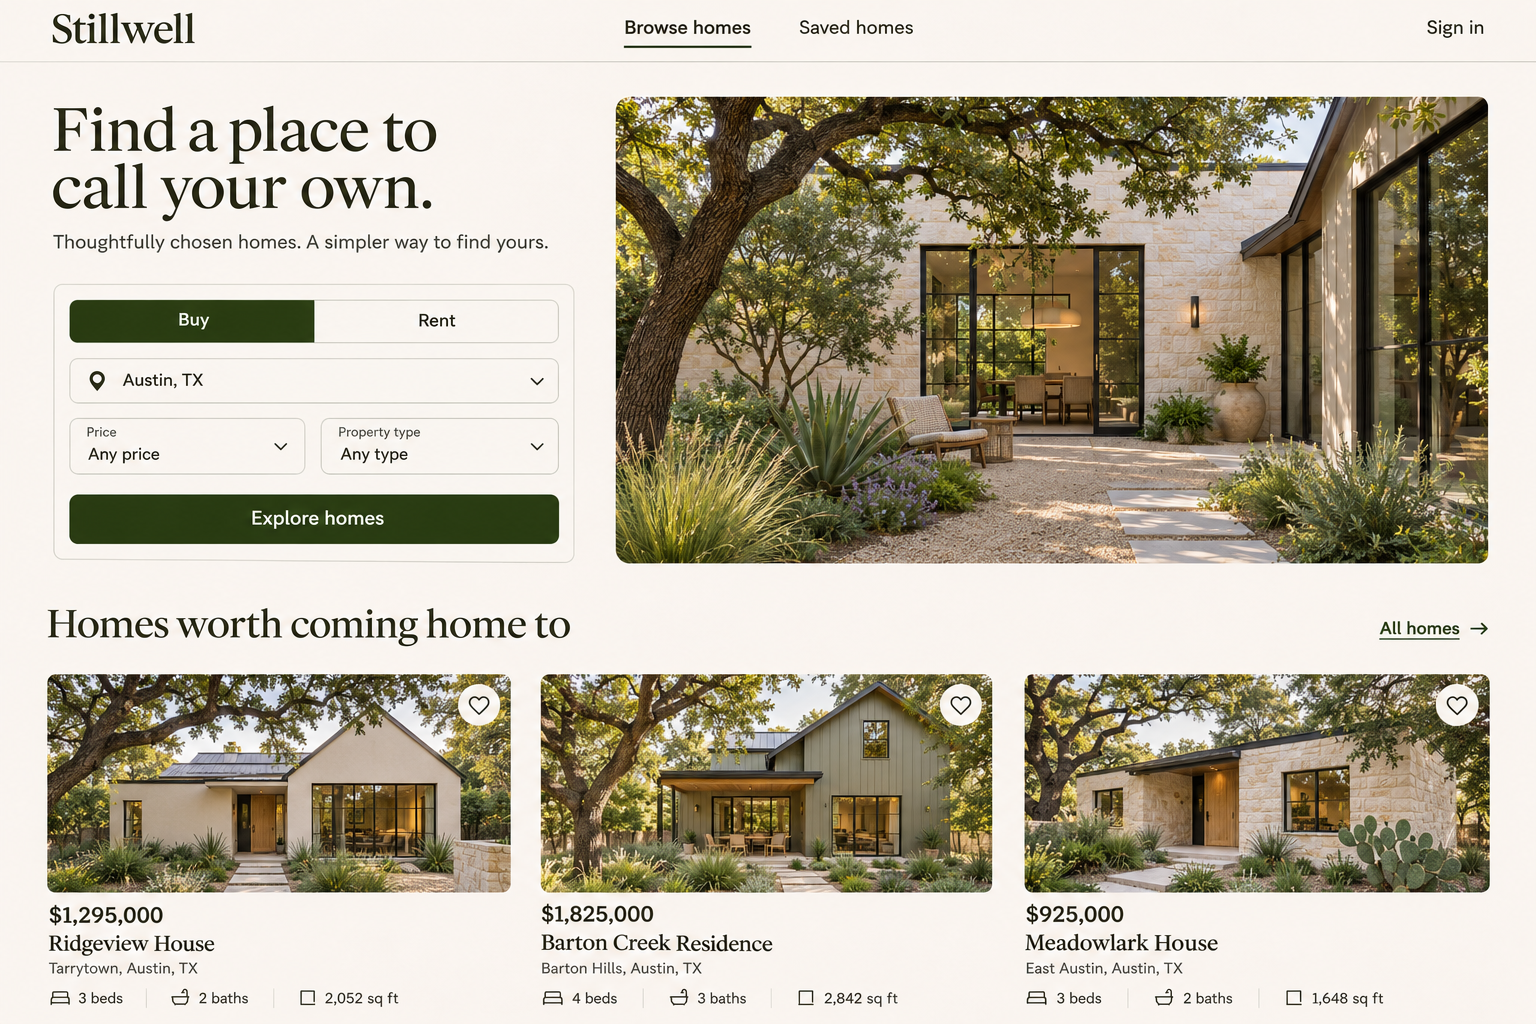 Stillwell
Browse homes
Saved homes
Sign in
Find a place to
call your own.
Thoughtfully chosen homes. A simpler way to find yours.
Buy
Rent
Austin, TX
Price
Any price
Property type
Any type
Explore homes
Homes worth coming home to
All homes
$1,295,000
Ridgeview House
Tarrytown, Austin, TX
3 beds
2 baths
2,052 sq ft
$1,825,000
Barton Creek Residence
Barton Hills, Austin, TX
4 beds
3 baths
2,842 sq ft
$925,000
Meadowlark House
East Austin, Austin, TX
3 beds
2 baths
1,648 sq ft